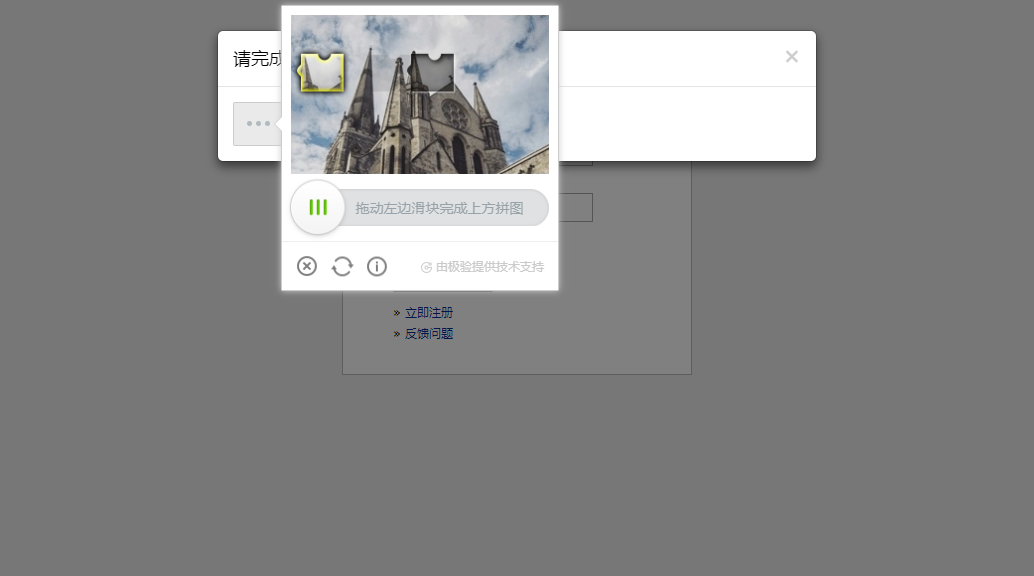 请完成
拖动左边滑块完成上方拼图
由极验提供技术支持
» 立即注册
» 反馈问题